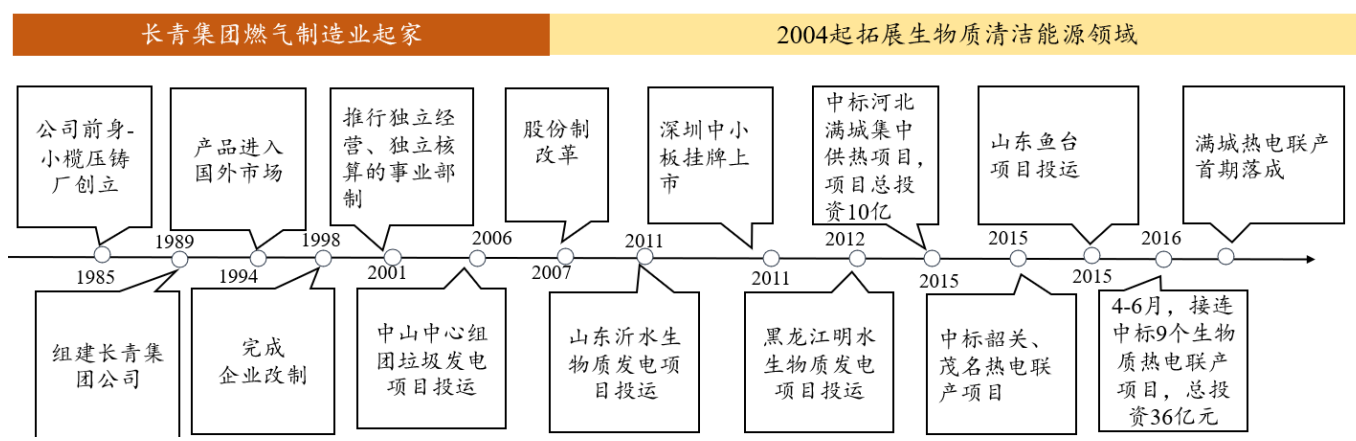 长青集团燃气制造业起家
2004起拓展生物质清洁能源领域
公司前身-
小榄压铸
厂创立
产品进入
国外市场
推行独立经
营、独立核
算的事业部
制
股份制
改革
深圳中小
板挂牌上
市
中标河北
满城集中
供热项目,
项目总投
资10亿
山东鱼台
项目投运
满城热电联产
首期落成
1989
1998
2006
2011
2012
2015
2016
1985
1994
2001
2007
2011
2015
2015
组建长青集
团公司
完成
企业改制
中山中心组
团垃圾发电
项目投运
山东沂水生
物质发电项
目投运
黑龙江明水
生物质发电
项目投运
中标韶关、
茂名热电联
产项目
4-6月，接连
中标9个生物
质热电联产
项目，总投
资36亿元